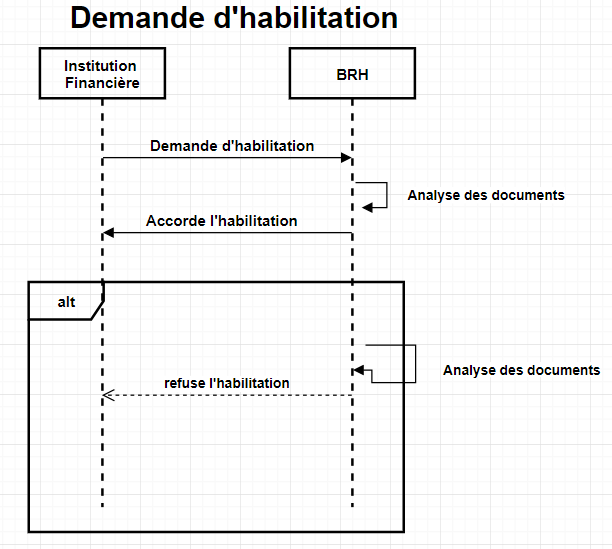 Demande d'habilitation
Institution
Financière
BRH
Demande d'habilitation
Analyse des documents
Accorde l'habilitation
alt
Analyse des documents
refuse l'habilitation